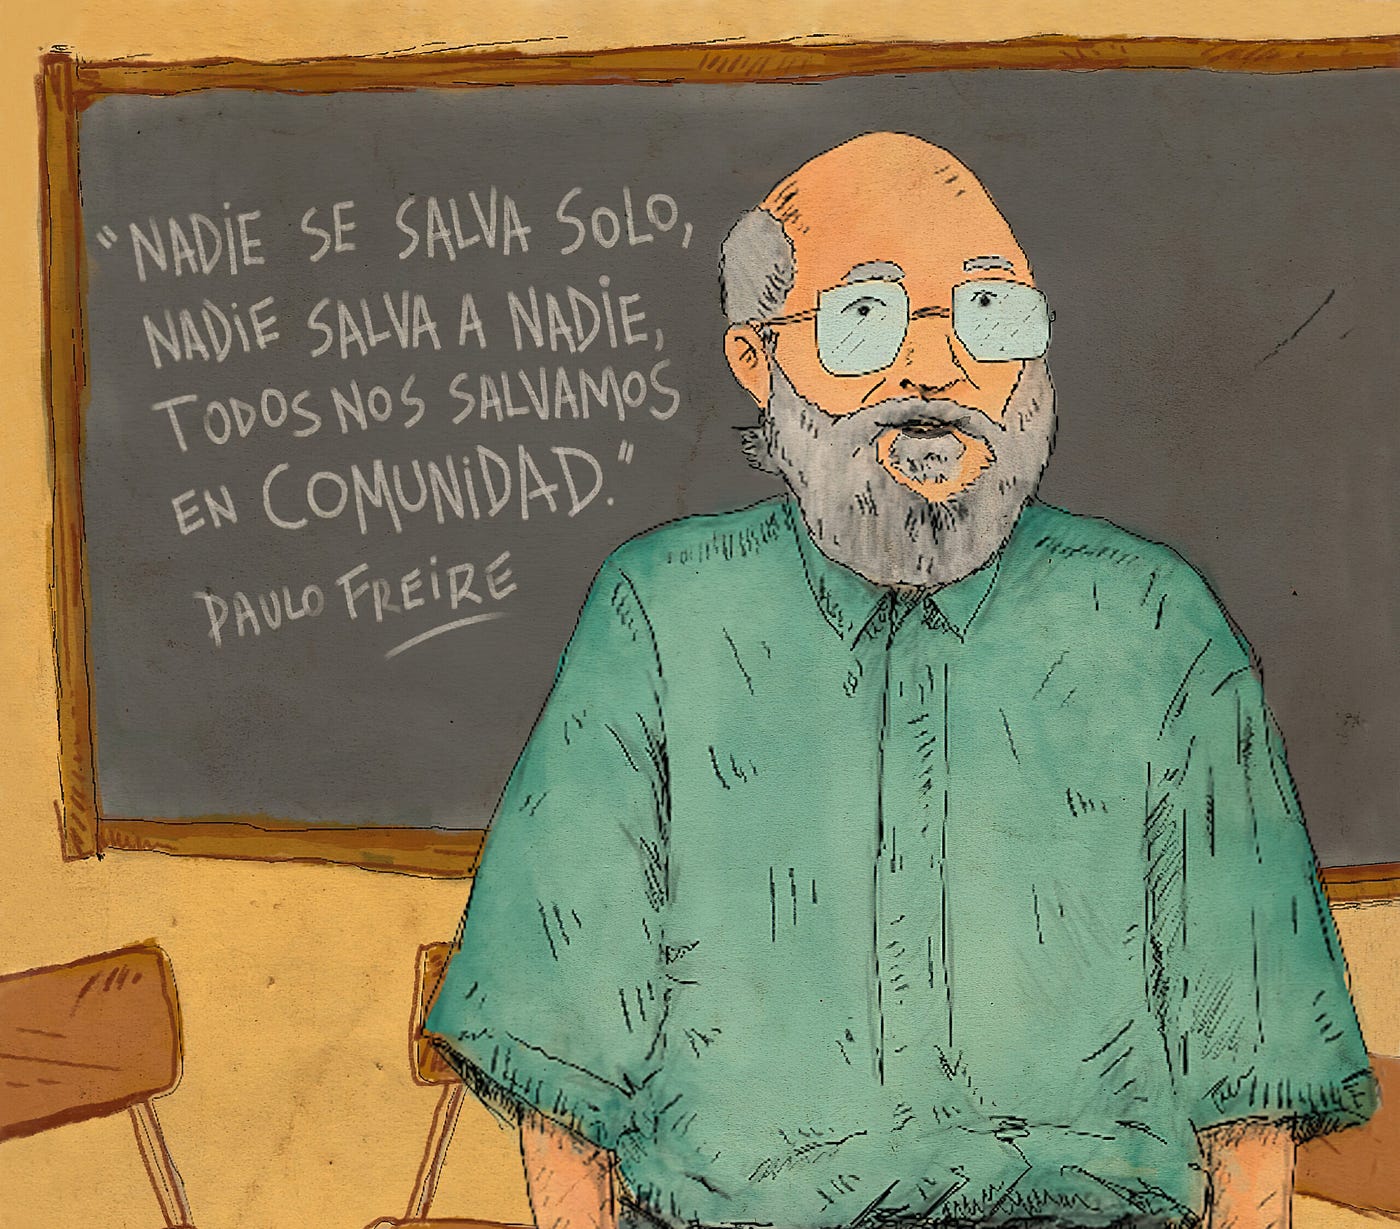 "NADiE SE SALVA SOLO,
NADiE SALVA A NADiE,
TODOS NOS SALVAMOS
EN COMUNiDAD."
PAULO FREiRE